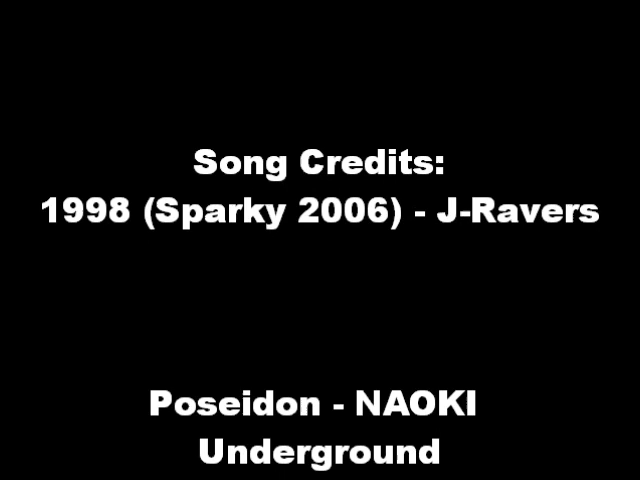 Song Credits:
1998 (Sparky 2006) - J-Ravers
Poseidon - NAOKI
Underground